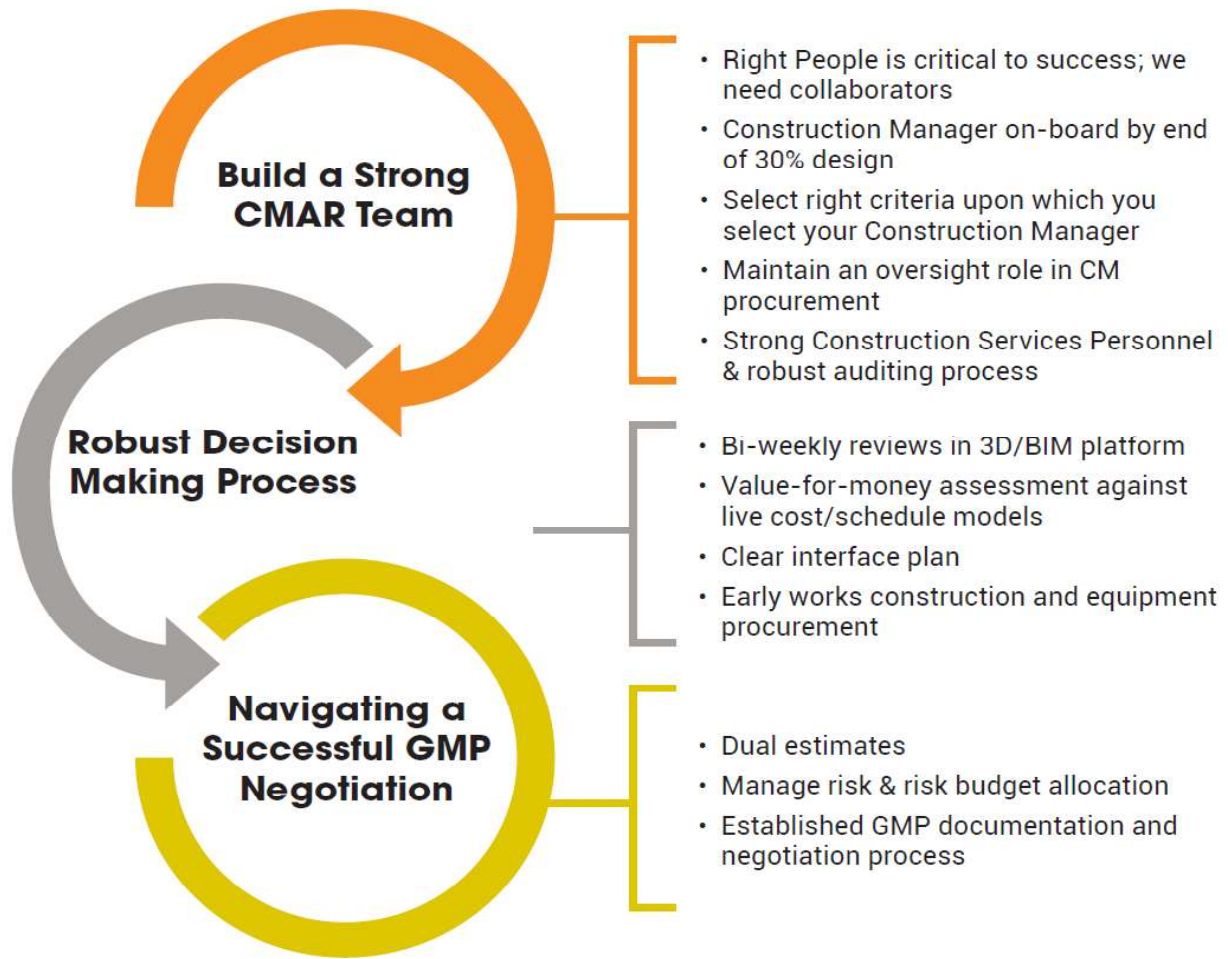 Build a Strong
CMAR Team
• Right People is critical to success; we
need collaborators
• Construction Manager on-board by end
of 30% design
• Select right criteria upon which you
select your Construction Manager
• Maintain an oversight role in CM
procurement
• Strong Construction Services Personnel
& robust auditing process
Robust Decision
Making Process
• Bi-weekly reviews in 3D/BIM platform
• Value-for-money assessment against
live cost/schedule models
• Clear interface plan
• Early works construction and equipment
procurement
Navigating a
Successful GMP
Negotiation
• Dual estimates
• Manage risk & risk budget allocation
• Established GMP documentation and
negotiation process